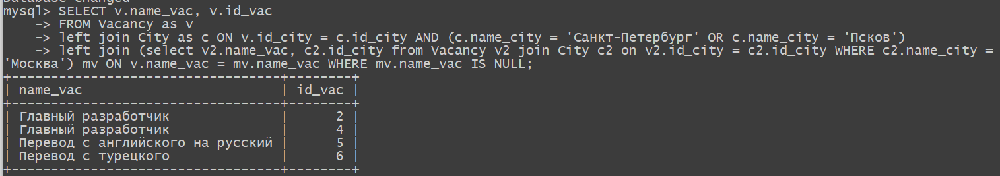 Database changed
mysql> SELECT v.name_vac, v.id_vac
-> FROM Vacancy as v
-> left join City as c ON v.id_city = c.id_city AND (c.name_city = 'Санкт-Петербург' OR c.name_city = 'Псков')
-> left join (select v2.name_vac, c2.id_city from Vacancy v2 join City c2 on v2.id_city = c2.id_city WHERE c2.name_city =
'Москва') mv ON v.name_vac = mv.name_vac WHERE mv.name_vac IS NULL;
+----------------------------------+--------+
| name_vac | id_vac |
+----------------------------------+--------+
| Главный разработчик | 2 |
| Главный разработчик | 4 |
| Перевод с английского на русский | 5 |
| Перевод с турецкого | 6 |
+----------------------------------+--------+